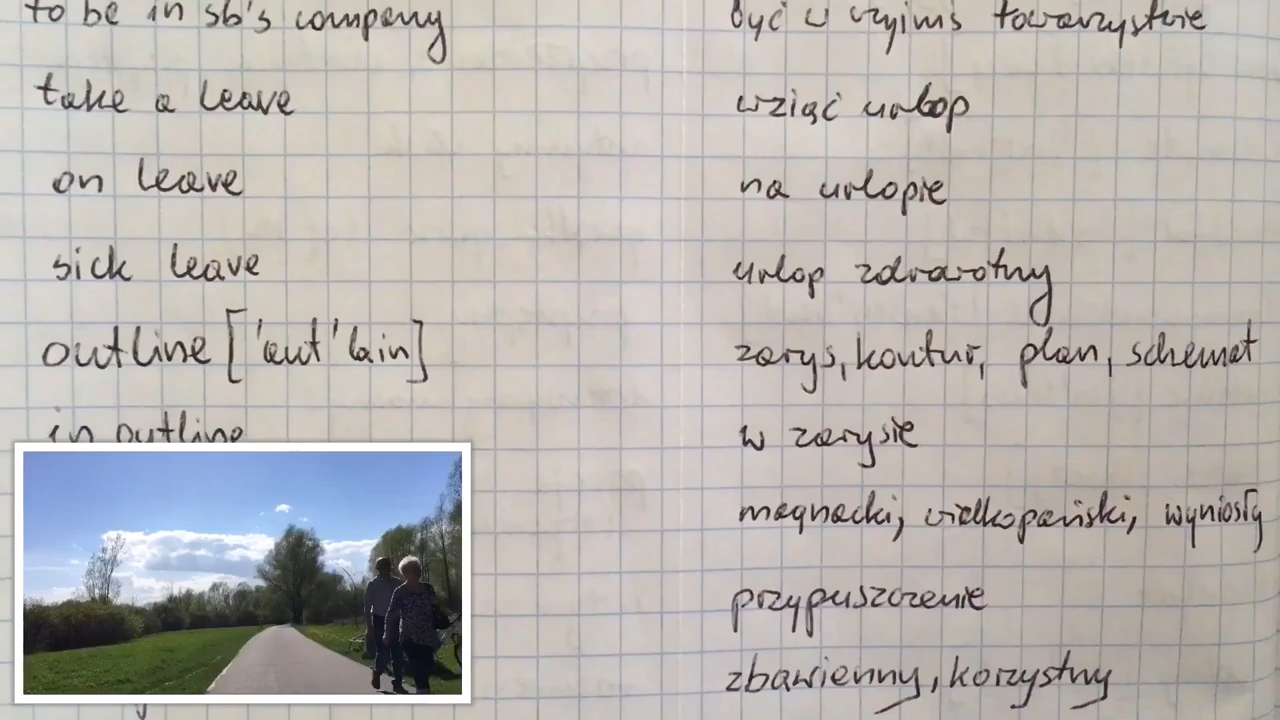 to be in sb's company być w czyimś towarzystwie
take a leave wziąć urlop
on leave na urlopie
sick leave urlop zdrowotny
outline ['aut'lain] zarys, kontur, plan, schemat
in outline w zarysie
magnacki, wielkopański, wyniosły
przypuszczenie
zbawienny, korzystny